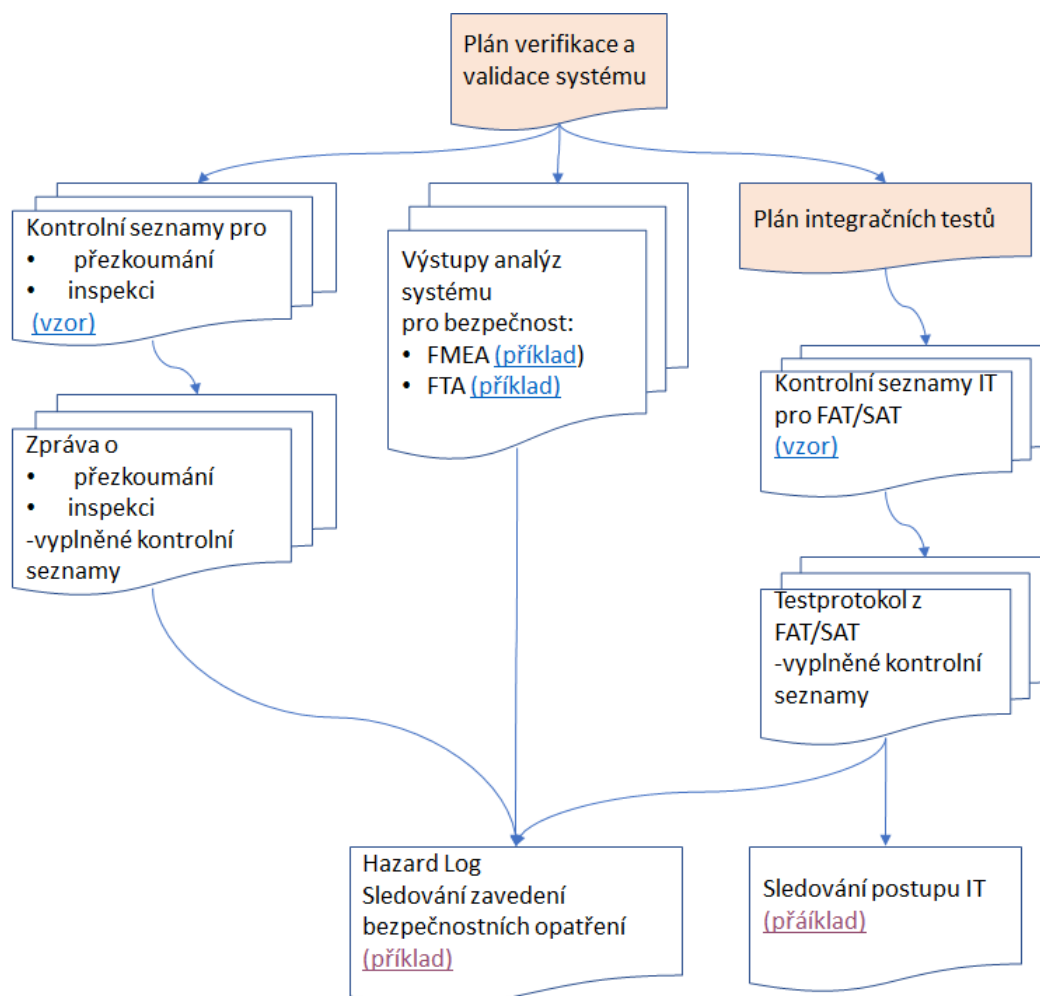 Plán verifikace a
validace systému
Kontrolní seznamy pro
• přezkoumání
• inspekci
(vzor)
Výstupy analýz
systému
pro bezpečnost:
• FMEA (příklad)
• FTA (příklad)
Plán integračních testů
Kontrolní seznamy IT
pro FAT/SAT
(vzor)
Zpráva o
• přezkoumání
• inspekci
-vyplněné kontrolní
seznamy
Testprotokol z
FAT/SAT
-vyplněné kontrolní
seznamy
Hazard Log
Sledování zavedení
bezpečnostních opatření
(příklad)
Sledování postupu IT
(přáíklad)